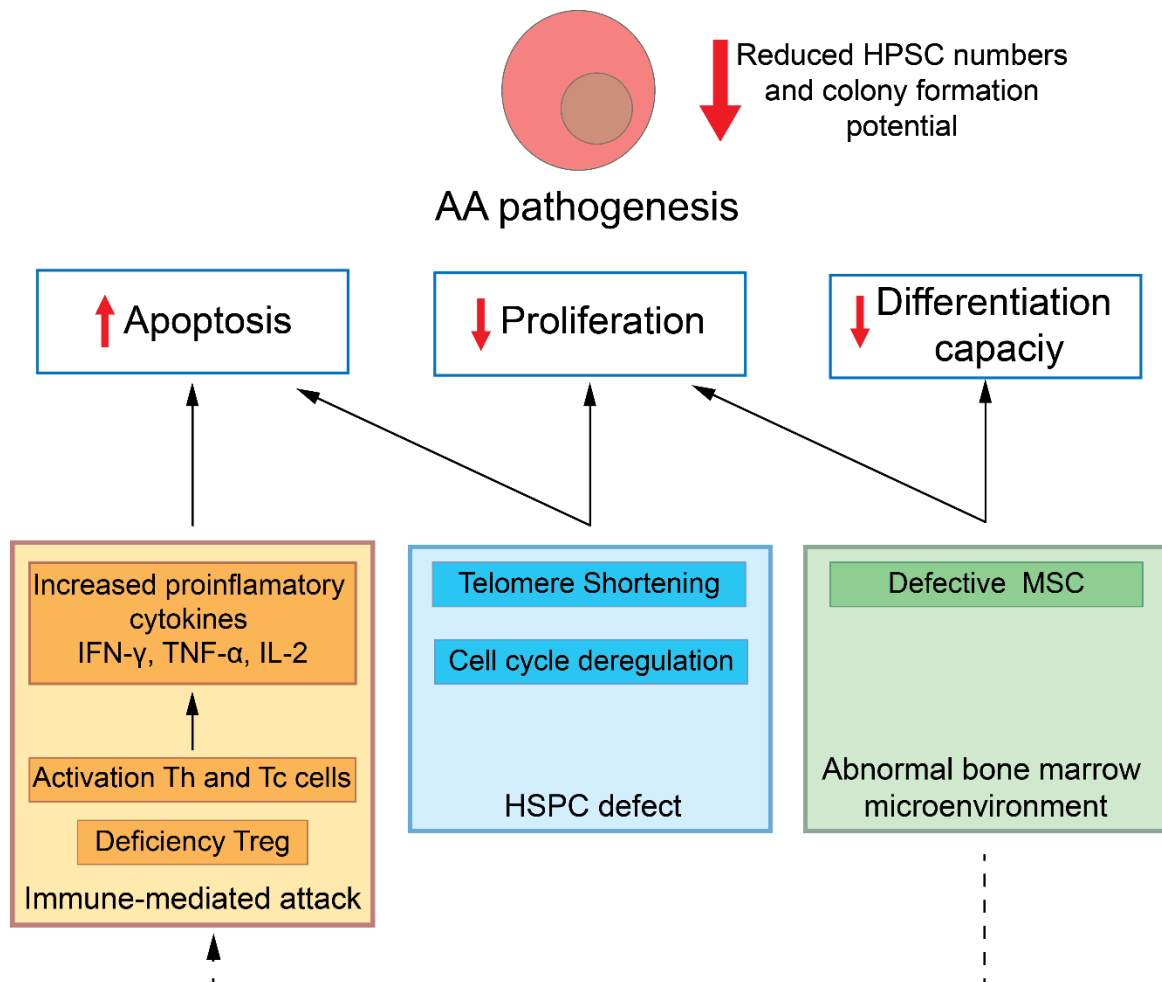 Reduced HPSC numbers
and colony formation
potential
AA pathogenesis
Apoptosis
Proliferation
Differentiation
capaciy
Increased proinflamatory
cytokines
IFN-γ, TNF-α, IL-2
Activation Th and Tc cells
Deficiency Treg
Immune-mediated attack
Telomere Shortening
Cell cycle deregulation
HSPC defect
Defective MSC
Abnormal bone marrow
microenvironment